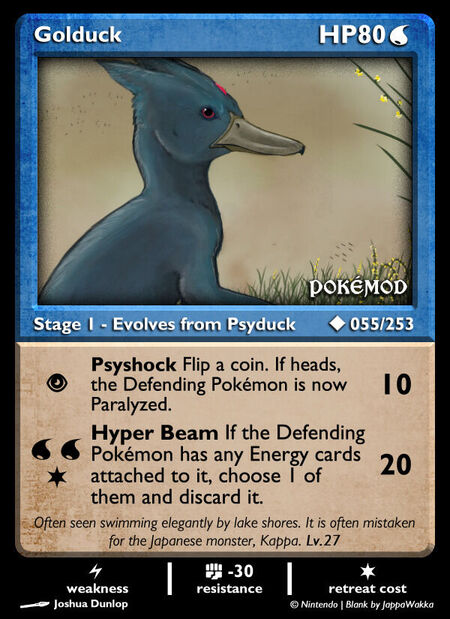 Golduck HP80
POKÉMOD
Stage 1 - Evolves from Psyduck 055/253
Psyshock Flip a coin. If heads,
the Defending Pokémon is now 10
Paralyzed.
Hyper Beam If the Defending
Pokémon has any Energy cards 20
attached to it, choose 1 of
them and discard it.
Often seen swimming elegantly by lake shores. It is often mistaken
for the Japanese monster, Kappa. Lv.27
-30
weakness resistance retreat cost
Joshua Dunlop © Nintendo | Blank by JappaWakka